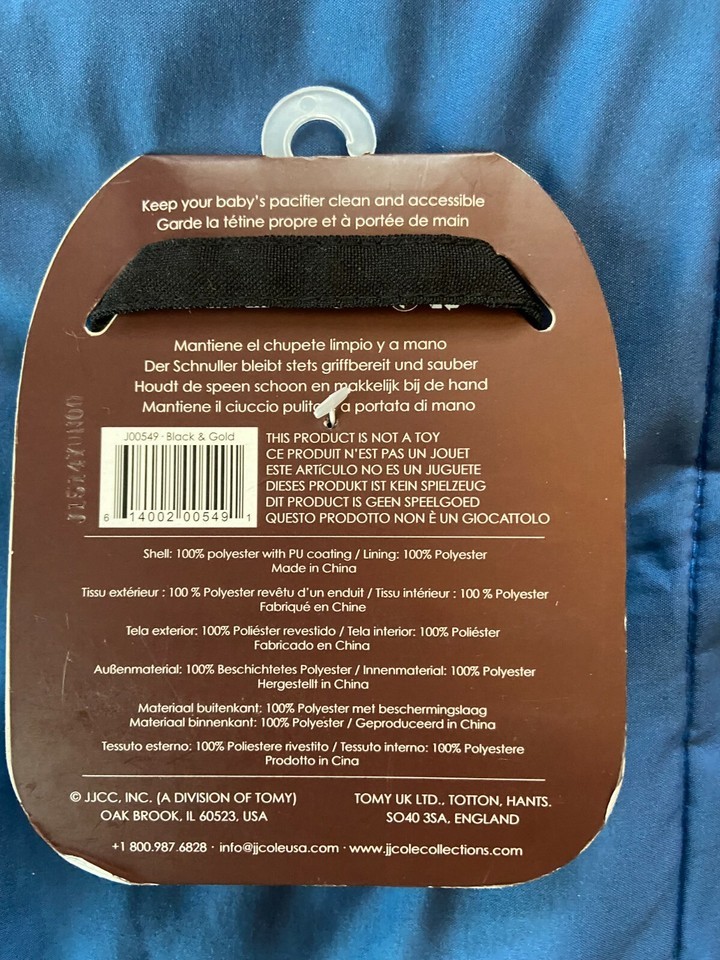 Keep your baby's pacifier clean and accessible
Garde la tétine propre et à portée de main
Mantiene el chupete limpio y a mano
Der Schnuller bleibt stets griffbereit und sauber
Houdt de speen schoon en makkelijk bij de hand
Mantiene il ciuccio a portata di mano
J00549 · Black & Gold
6 14002 00549 1
THIS PRODUCT IS NOT A TOY
CE PRODUIT N'EST PAS UN JOUET
ESTE ARTÍCULO NO ES UN JUGUETE
DIESES PRODUKT IST KEIN SPIELZEUG
DIT PRODUCT IS GEEN SPEELGOED
QUESTO PRODOTTO NON È UN GIOCATTOLO
Shell: 100% polyester with PU coating / Lining: 100% Polyester
Made in China
Tissu extérieur : 100 % Polyester revêtu d'un enduit / Tissu intérieur : 100 % Polyester
Fabriqué en Chine
Tela exterior: 100% Poliéster revestido / Tela interior: 100% Poliéster
Fabricado en China
Außenmaterial: 100% Beschichtetes Polyester / Innenmaterial: 100% Polyester
Hergestellt in China
Materiaal buitenkant: 100% Polyester met beschermingslaag
Materiaal binnenkant: 100% Polyester / Geproduceerd in China
Tessuto esterno: 100% Poliestere rivestito / Tessuto interno: 100% Polyestere
Prodotto in Cina
© JJCC, INC. (A DIVISION OF TOMY)
OAK BROOK, IL 60523, USA
TOMY UK LTD., TOTTON, HANTS.
SO40 3SA, ENGLAND
+1 800.987.6828 · info@jjcoleusa.com · www.jjcolecollections.com